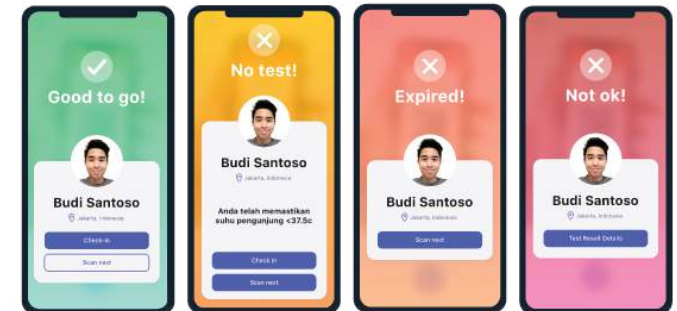 Good to go!
Budi Santoso
Jakarta, Indonesia
Check-in
Scan next
No test!
Budi Santoso
Jakarta, Indonesia
Anda telah memastikan
suhu pengunjung <37.5c
Check in
Scan next
Expired!
Budi Santoso
Jakarta, Indonesia
Scan next
Not ok!
Budi Santoso
Jakarta, Indonesia
Test Result Details